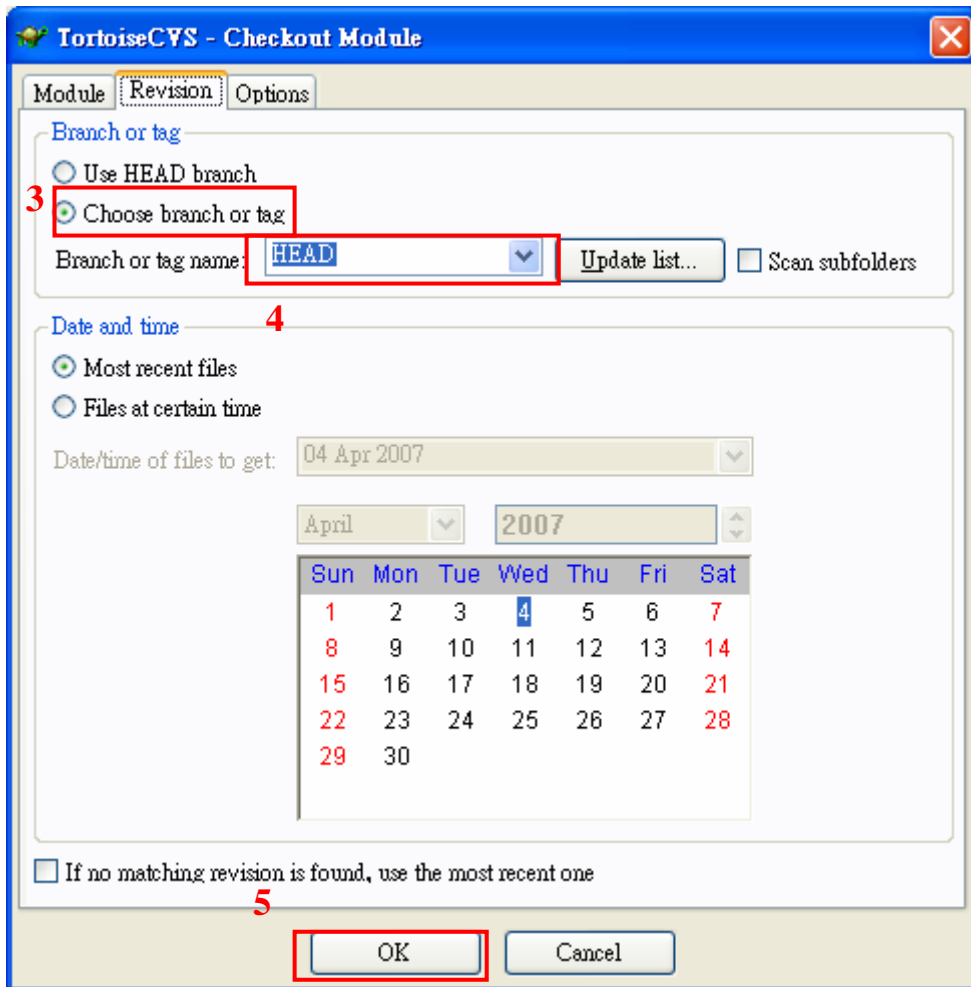 TortoiseCVS - Checkout Module
Module Revision Options
Branch or tag
Use HEAD branch
3
Choose branch or tag
Branch or tag name: HEAD Update list... Scan subfolders
4
Date and time
Most recent files
Files at certain time
Date/time of files to get: 04 Apr 2007
April 2007
Sun Mon Tue Wed Thu Fri Sat
1 2 3 4 5 6 7
8 9 10 11 12 13 14
15 16 17 18 19 20 21
22 23 24 25 26 27 28
29 30
If no matching revision is found, use the most recent one
5
OK Cancel